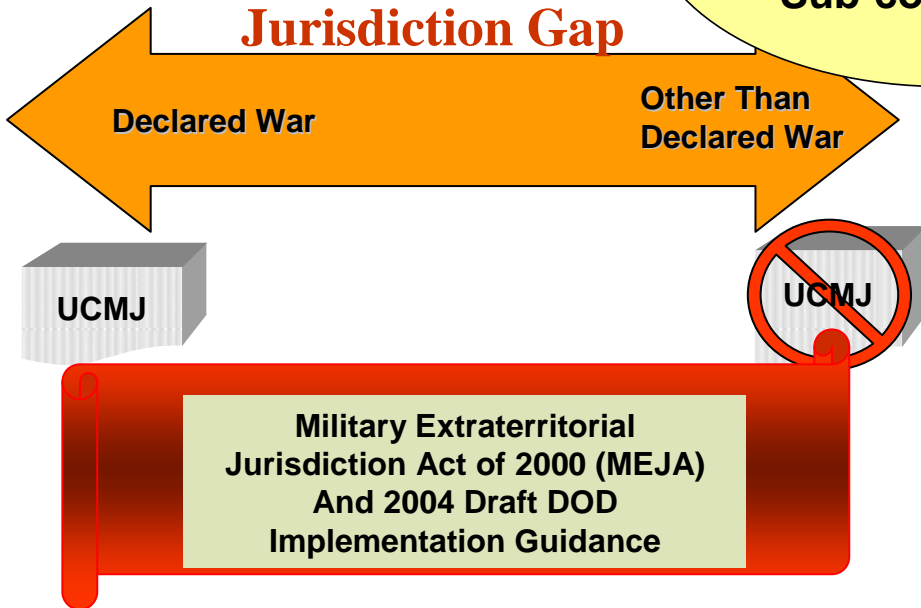 Jurisdiction Gap
Declared War
Other Than
Declared War
UCMJ
UCMJ
Military Extraterritorial
Jurisdiction Act of 2000 (MEJA)
And 2004 Draft DOD
Implementation Guidance